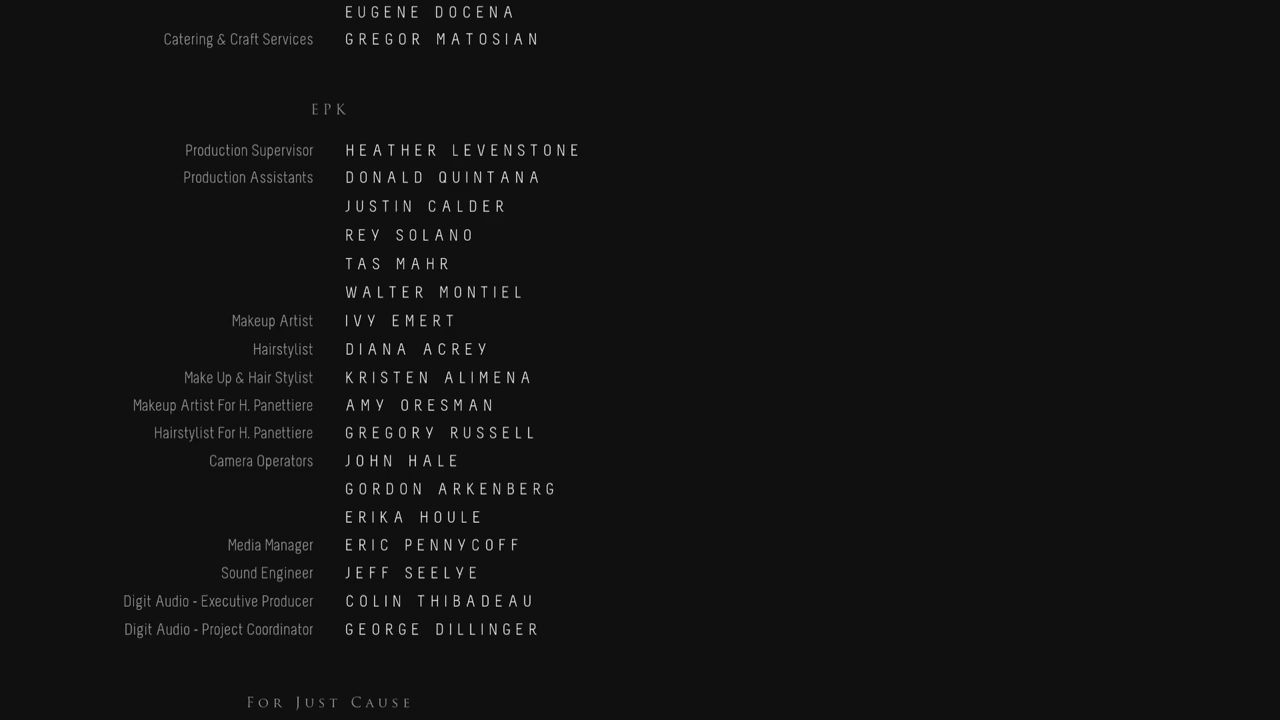 EUGENE DOCENA
Catering & Craft Services GREGOR MATOSIAN
EPK
Production Supervisor HEATHER LEVENSTONE
Production Assistants DONALD QUINTANA
JUSTIN CALDER
REY SOLANO
TAS MAHR
WALTER MONTIEL
Makeup Artist IVY EMERT
Hairstylist DIANA ACREY
Make Up & Hair Stylist KRISTEN ALIMENA
Makeup Artist For H. Panettiere AMY ORESMAN
Hairstylist For H. Panettiere GREGORY RUSSELL
Camera Operators JOHN HALE
GORDON ARKENBERG
ERIKA HOULE
Media Manager ERIC PENNYCOFF
Sound Engineer JEFF SEELYE
Digit Audio - Executive Producer COLIN THIBADEAU
Digit Audio - Project Coordinator GEORGE DILLINGER
FOR JUST CAUSE